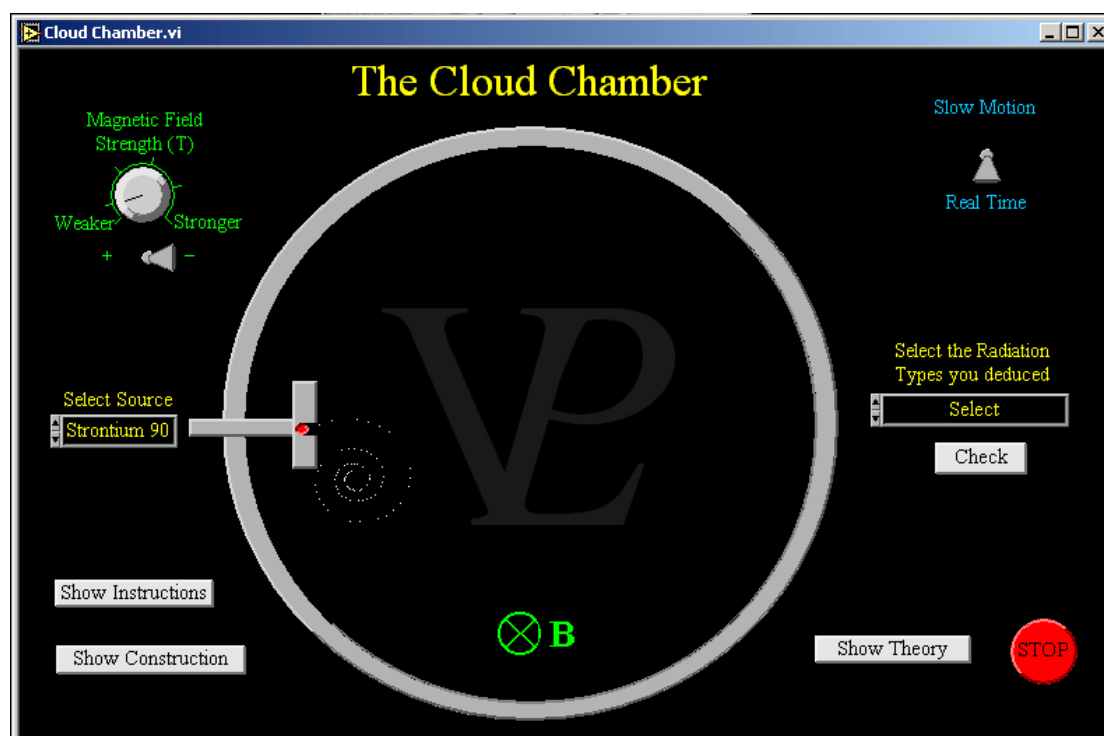 Cloud Chamber.vi
The Cloud Chamber
Magnetic Field
Strength (T)
Weaker
Stronger
+
−
Slow Motion
Real Time
Select Source
Strontium 90
VPL
Select the Radiation
Types you deduced
Select
Check
Show Instructions
Show Construction
B
Show Theory
STOP